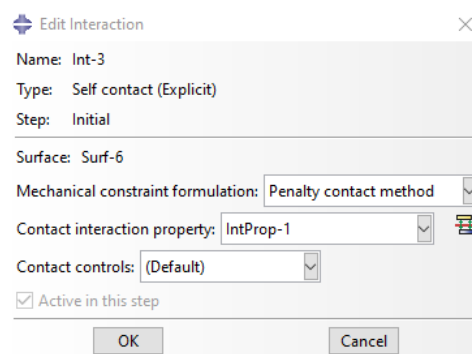 Edit Interaction
Name: Int-3
Type: Self contact (Explicit)
Step: Initial
Surface: Surf-6
Mechanical constraint formulation: Penalty contact method
Contact interaction property: IntProp-1
Contact controls: (Default)
Active in this step
OK Cancel